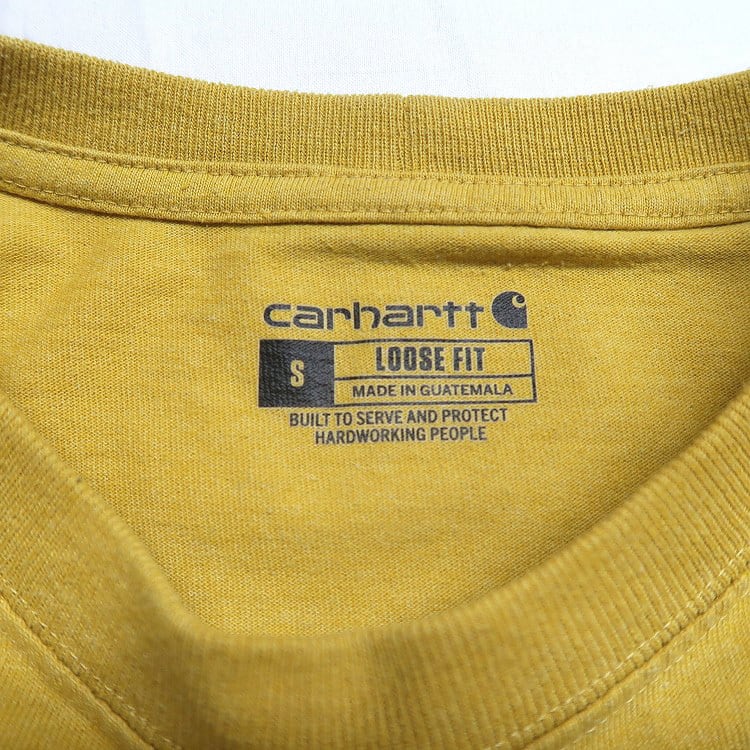 carhartt
S
LOOSE FIT
MADE IN GUATEMALA
BUILT TO SERVE AND PROTECT
HARDWORKING PEOPLE